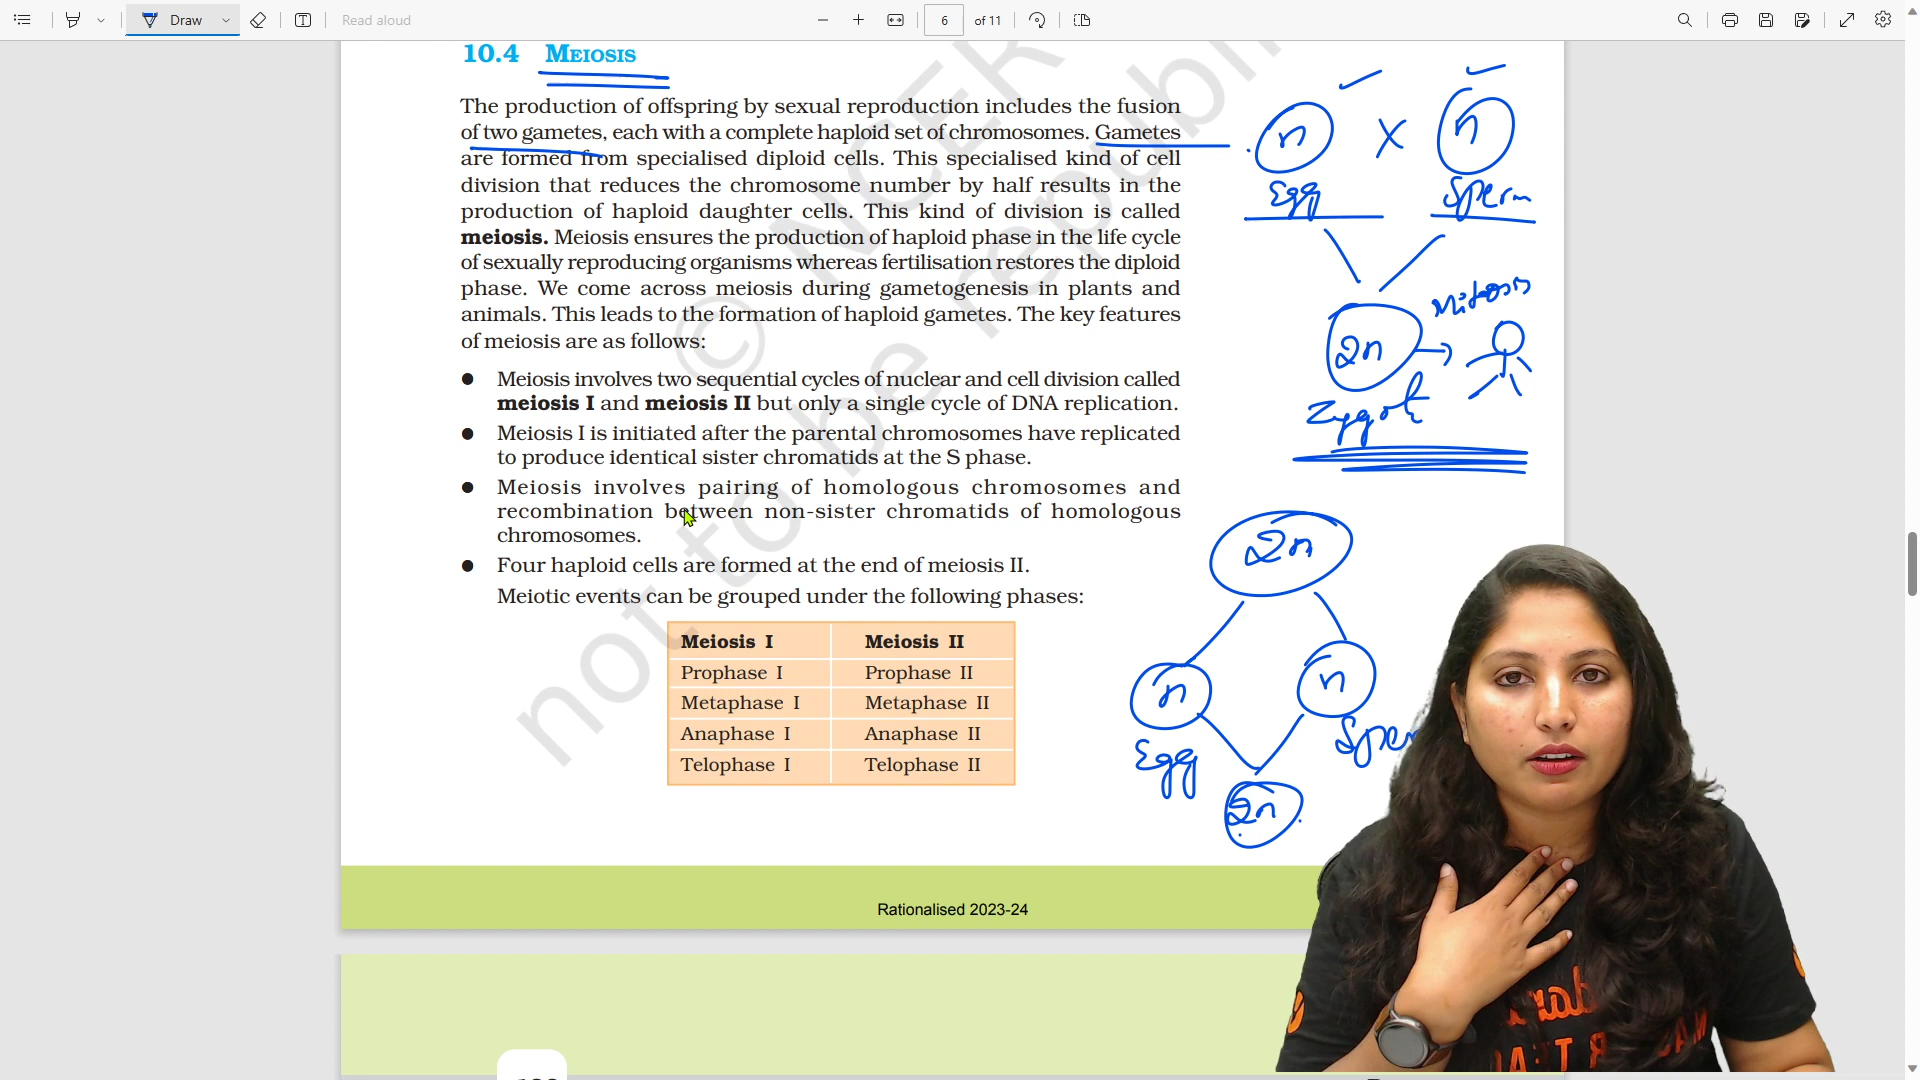 Draw
Read aloud
6 of 11
10.4 MEIOSIS
The production of offspring by sexual reproduction includes the fusion
of two gametes, each with a complete haploid set of chromosomes. Gametes
are formed from specialised diploid cells. This specialised kind of cell
division that reduces the chromosome number by half results in the
production of haploid daughter cells. This kind of division is called
meiosis. Meiosis ensures the production of haploid phase in the life cycle
of sexually reproducing organisms whereas fertilisation restores the diploid
phase. We come across meiosis during gametogenesis in plants and
animals. This leads to the formation of haploid gametes. The key features
of meiosis are as follows:
● Meiosis involves two sequential cycles of nuclear and cell division called
meiosis I and meiosis II but only a single cycle of DNA replication.
● Meiosis I is initiated after the parental chromosomes have replicated
to produce identical sister chromatids at the S phase.
● Meiosis involves pairing of homologous chromosomes and
recombination between non-sister chromatids of homologous
chromosomes.
● Four haploid cells are formed at the end of meiosis II.
Meiotic events can be grouped under the following phases:
Meiosis I Meiosis II
Prophase I Prophase II
Metaphase I Metaphase II
Anaphase I Anaphase II
Telophase I Telophase II
Rationalised 2023-24
© NCER
not to be republi
n X n
Egg Sperm
Mitosis
2n
Zygote
2n
n n
Egg Sper
2n